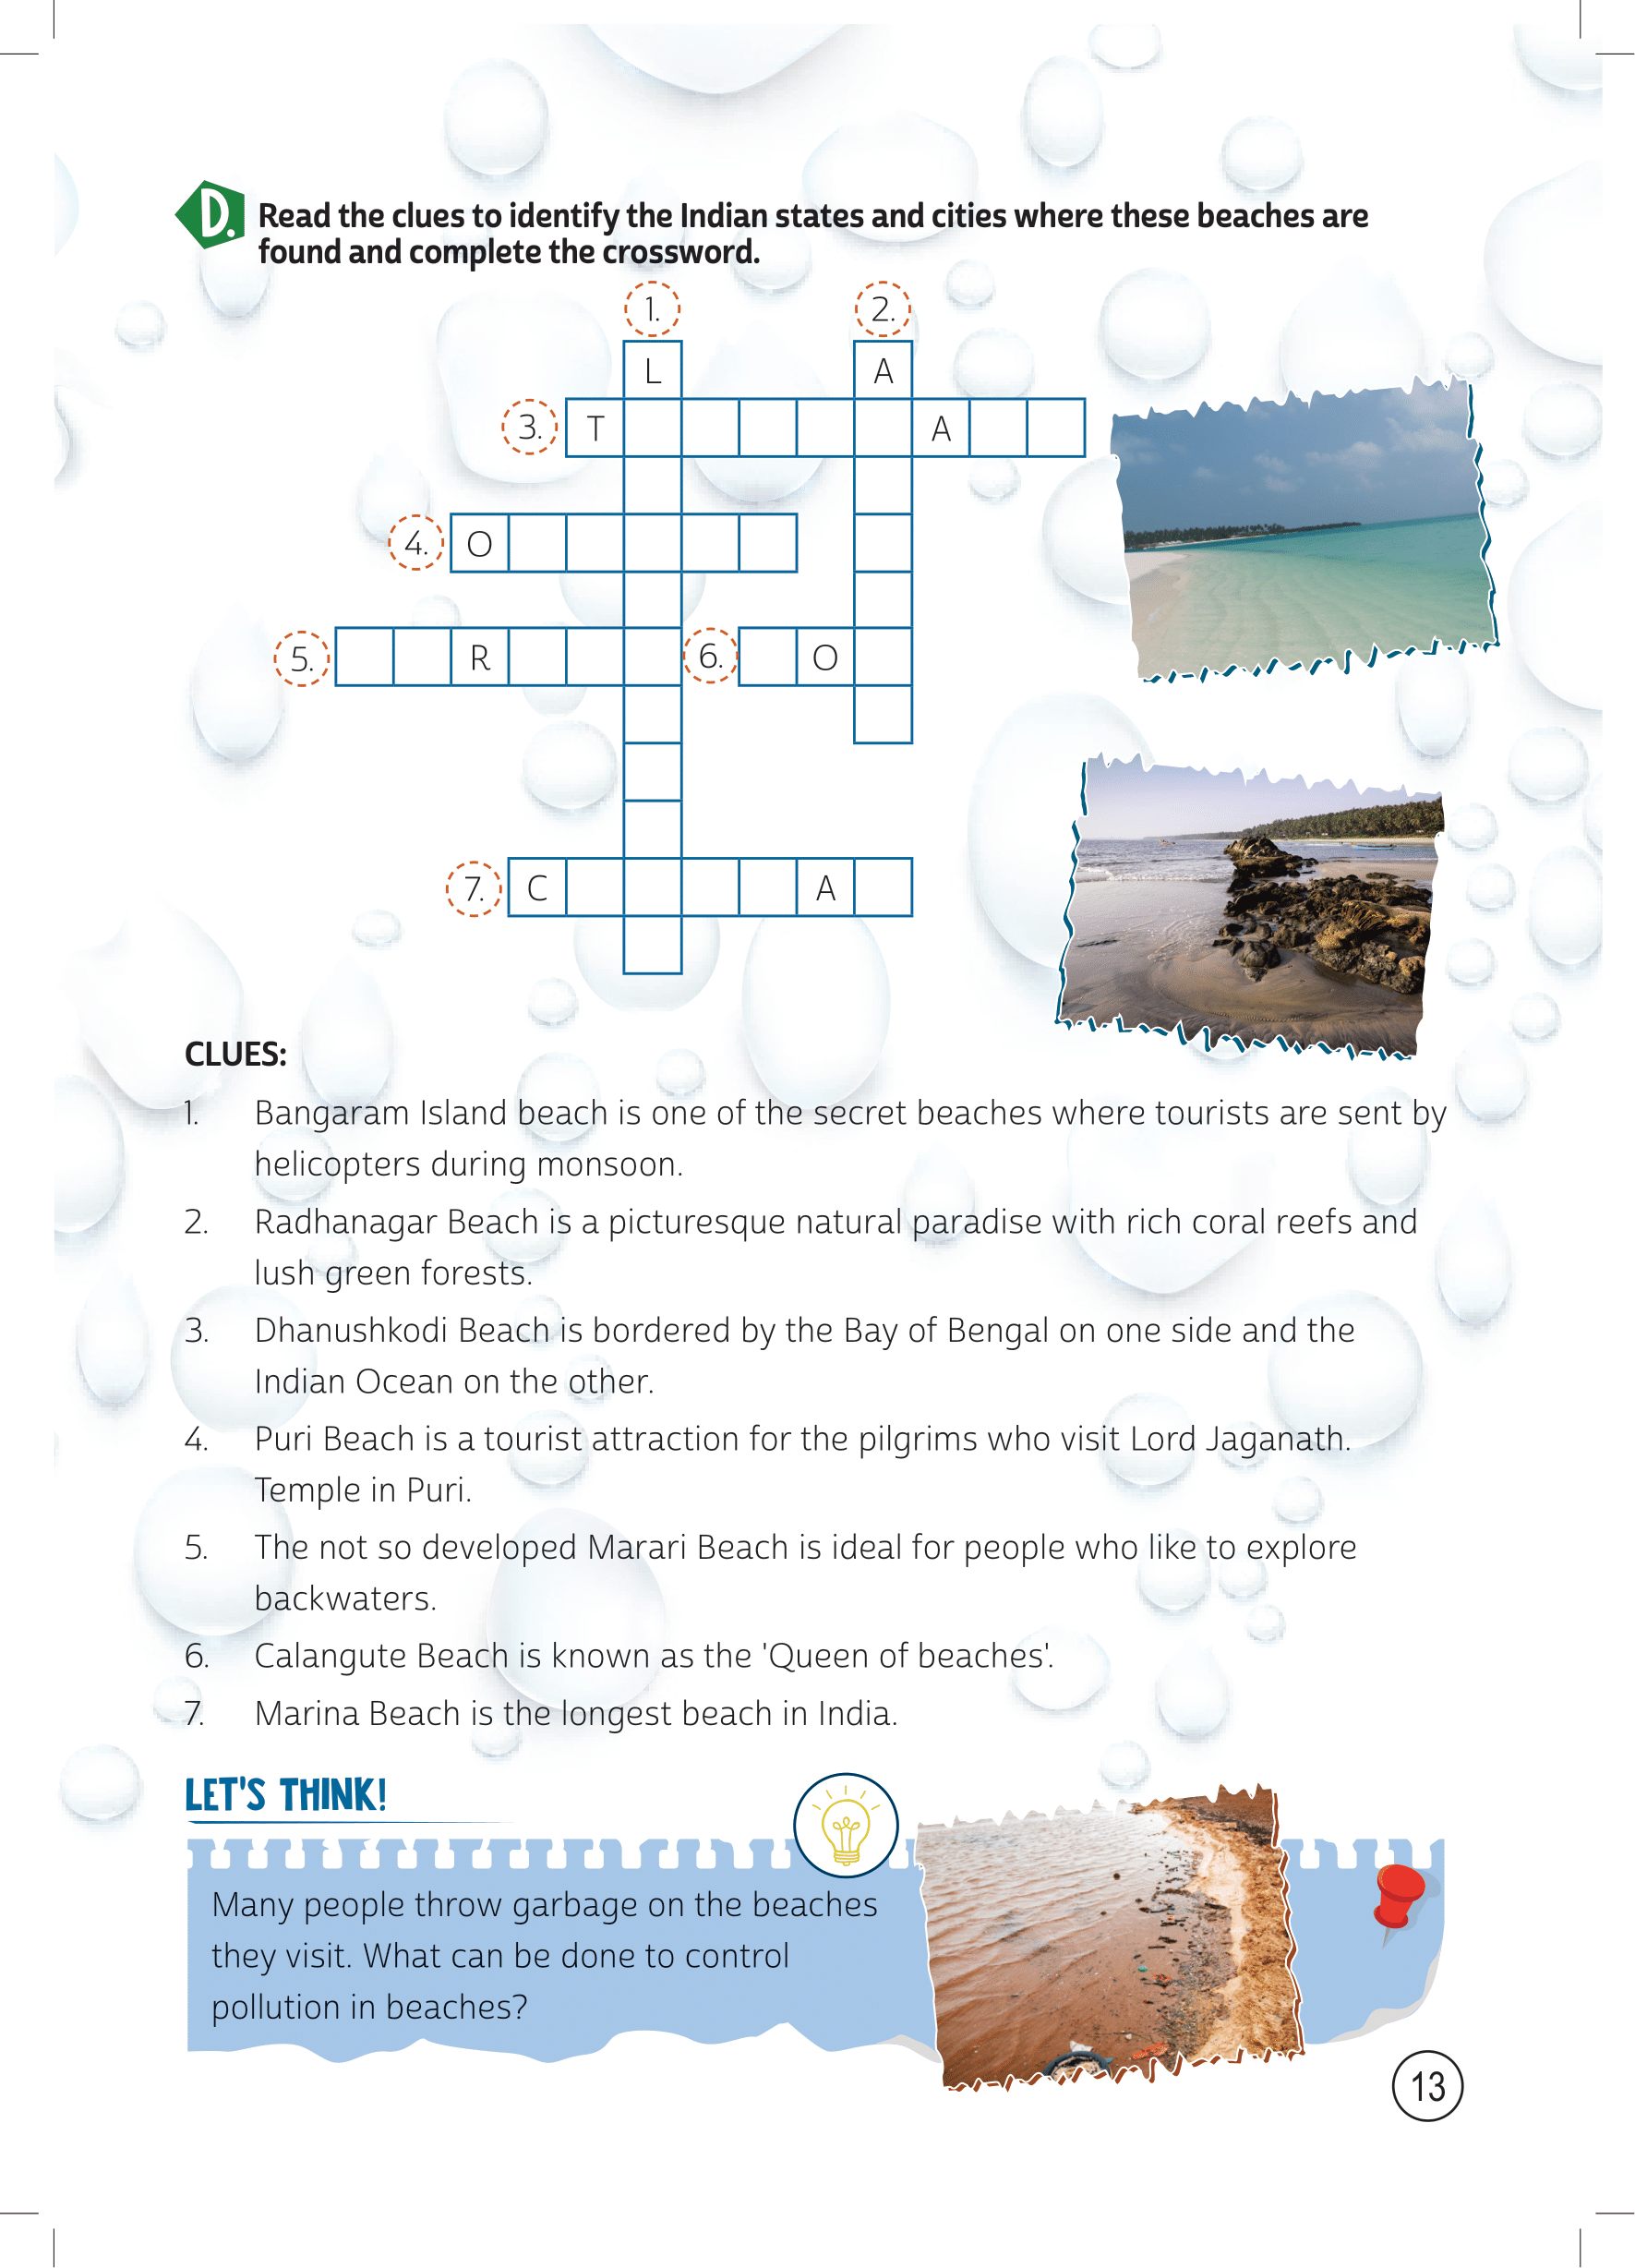 D. Read the clues to identify the Indian states and cities where these beaches are
found and complete the crossword.
1. 2.
L A
3. T A
4. O
5. R 6. O
7. C A
CLUES:
1. Bangaram Island beach is one of the secret beaches where tourists are sent by
helicopters during monsoon.
2. Radhanagar Beach is a picturesque natural paradise with rich coral reefs and
lush green forests.
3. Dhanushkodi Beach is bordered by the Bay of Bengal on one side and the
Indian Ocean on the other.
4. Puri Beach is a tourist attraction for the pilgrims who visit Lord Jaganath.
Temple in Puri.
5. The not so developed Marari Beach is ideal for people who like to explore
backwaters.
6. Calangute Beach is known as the 'Queen of beaches'.
7. Marina Beach is the longest beach in India.
LET'S THINK!
Many people throw garbage on the beaches
they visit. What can be done to control
pollution in beaches?
13